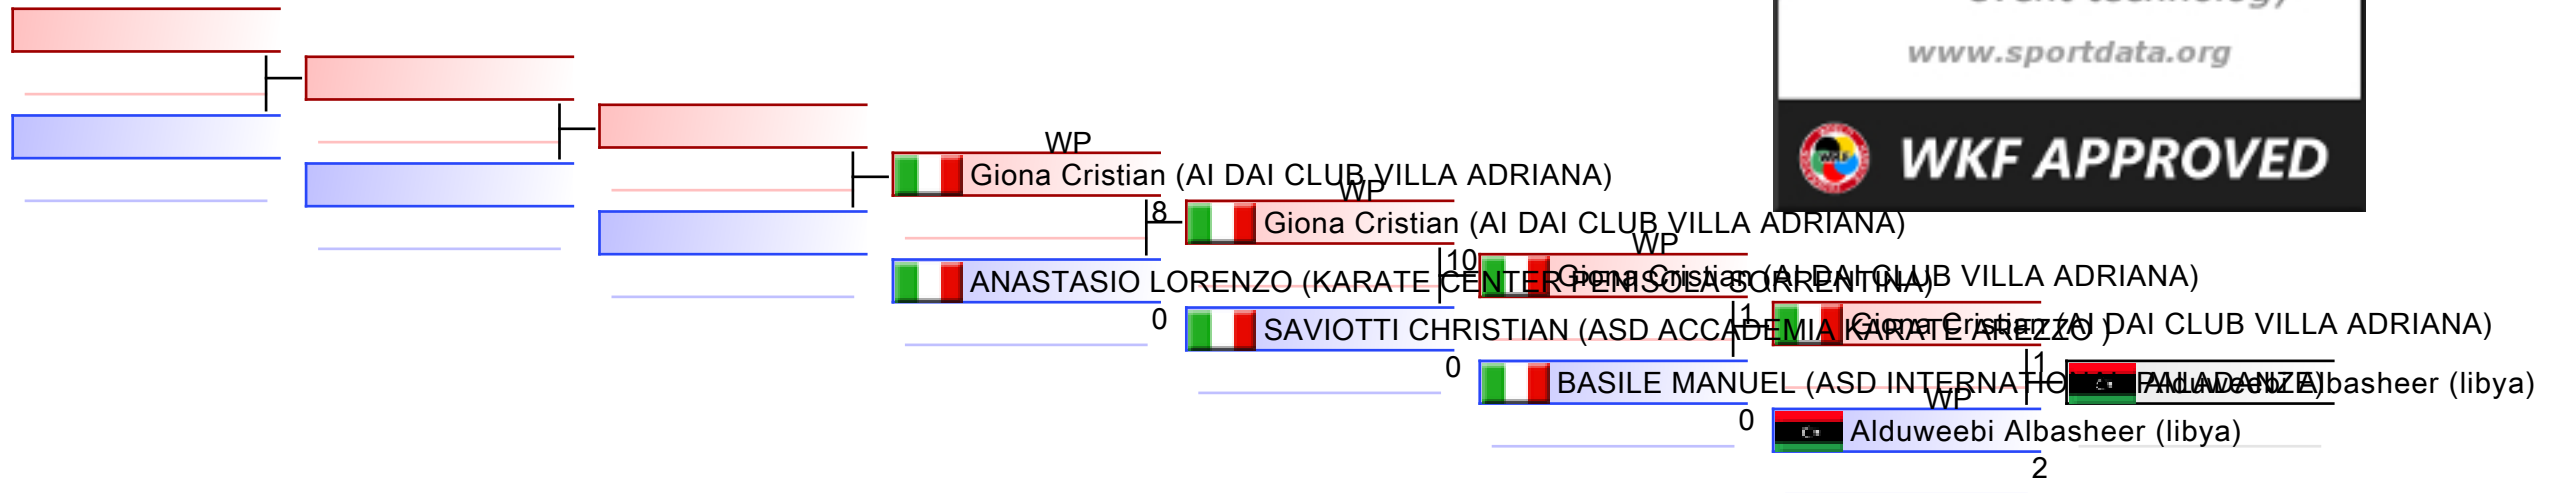 event technology
www.sportdata.org
WKF APPROVED
WP
Giona Cristian (AI DAI CLUB VILLA ADRIANA)
8
WP
Giona Cristian (AI DAI CLUB VILLA ADRIANA)
10
WP
Giona Cristian (AI DAI CLUB VILLA ADRIANA)
ANASTASIO LORENZO (KARATE CENTER PENISOLA SORRENTINA)
0
1
Giona Cristian (AI DAI CLUB VILLA ADRIANA)
SAVIOTTI CHRISTIAN (ASD ACCADEMIA KARATE AREZZO )
0
1
Alduweebi Albasheer (libya)
BASILE MANUEL (ASD INTERNATIONAL PALLADANZE)
0
WP
Alduweebi Albasheer (libya)
2